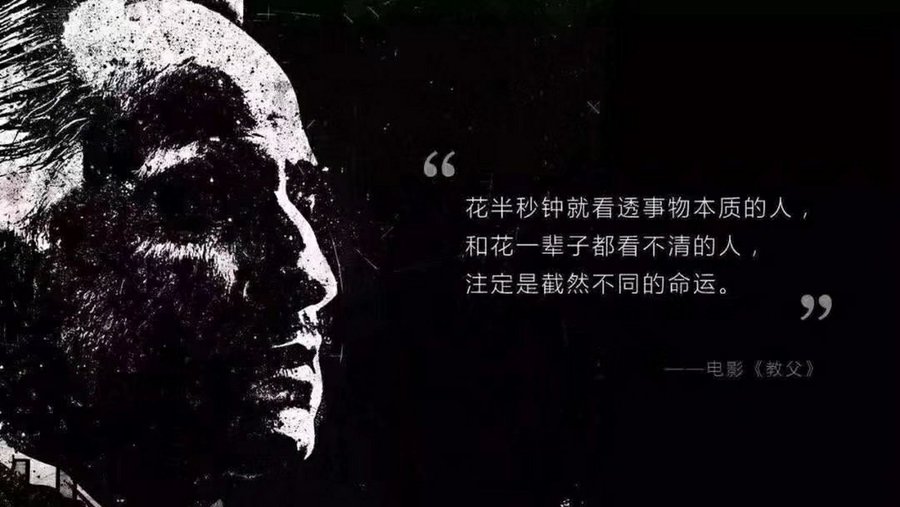 “
花半秒钟就看透事物本质的人，
和花一辈子都看不清的人，
注定是截然不同的命运。
”
——电影《教父》